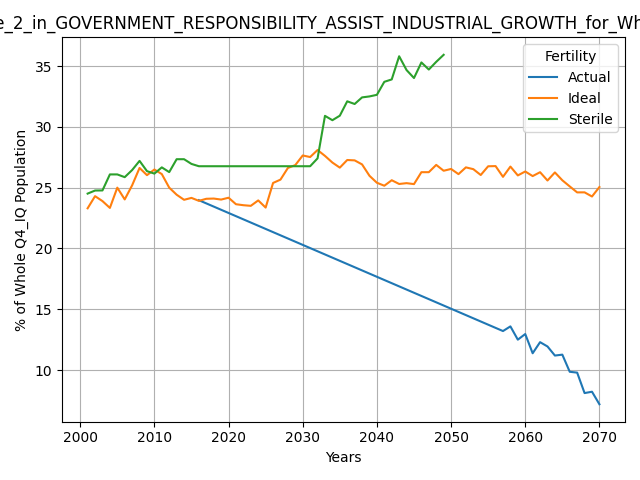 e_2_in_GOVERNMENT_RESPONSIBILITY_ASSIST_INDUSTRIAL_GROWTH_for_Wh
Fertility
Actual
Ideal
Sterile
% of Whole Q4_IQ Population
35
30
25
20
15
10
2000 2010 2020 2030 2040 2050 2060 2070
Years